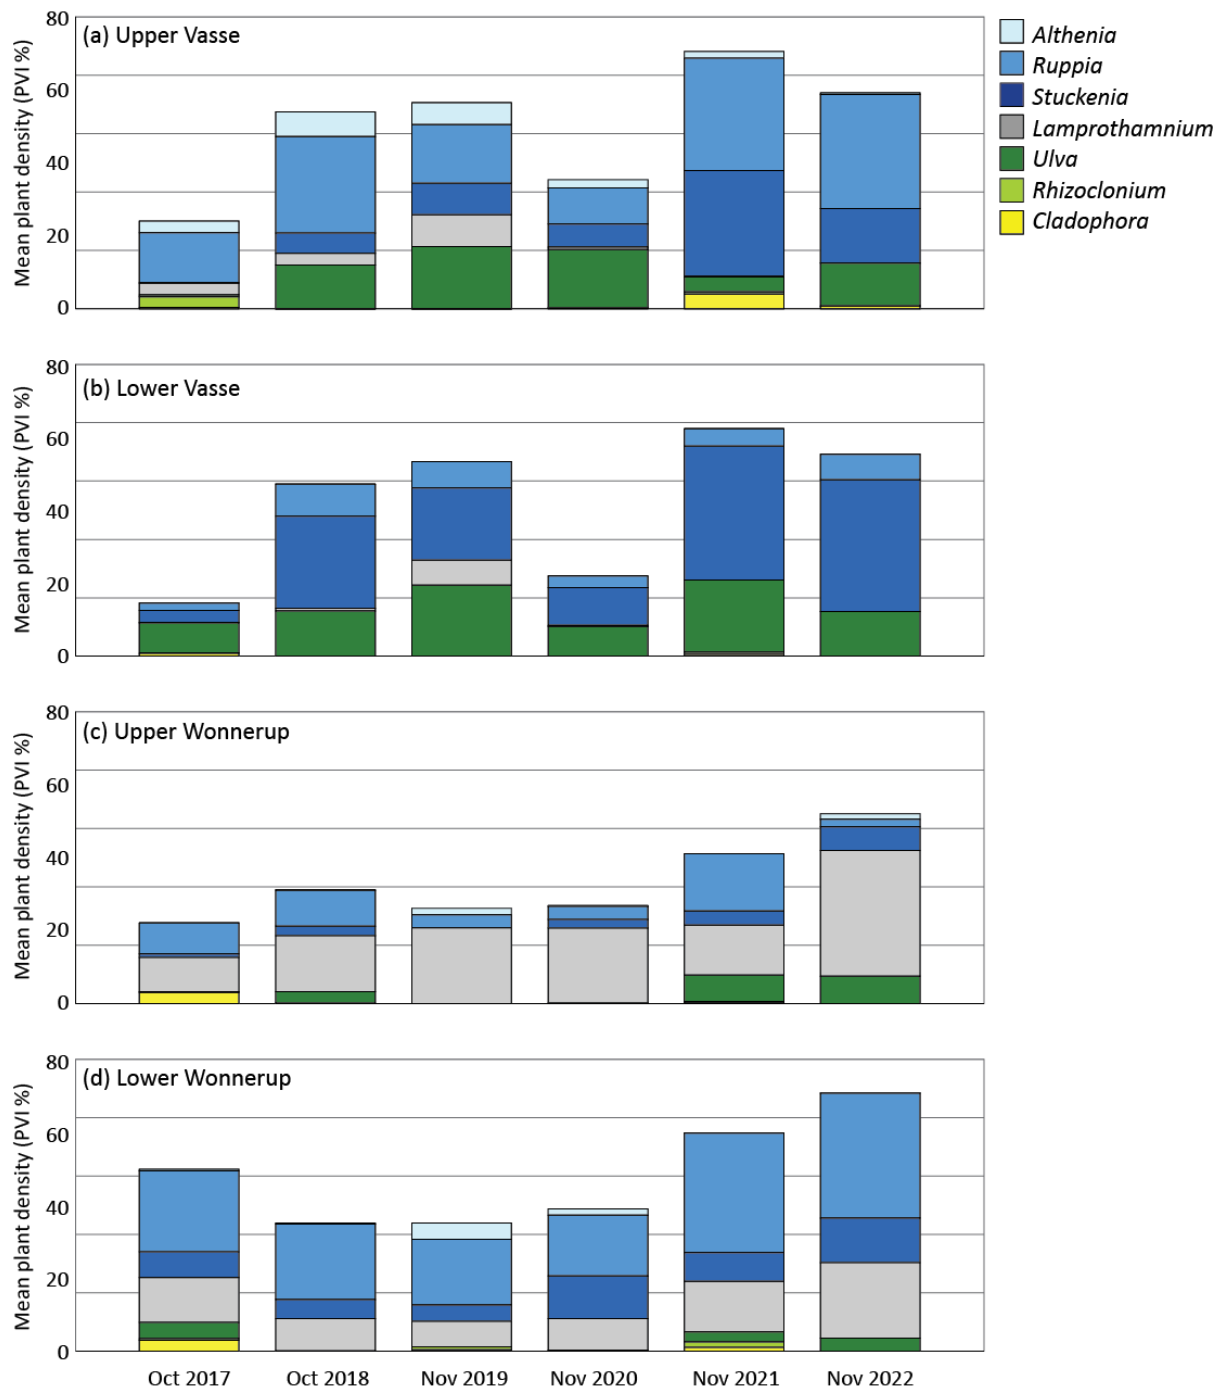 80
(a) Upper Vasse
60
40
20
0
Mean plant density (PVI %)
Althenia
Ruppia
Stuckenia
Lamprothamnium
Ulva
Rhizoclonium
Cladophora
80
(b) Lower Vasse
60
40
20
0
Mean plant density (PVI %)
80
(c) Upper Wonnerup
60
40
20
0
Mean plant density (PVI %)
80
(d) Lower Wonnerup
60
40
20
0
Mean plant density (PVI %)
Oct 2017 Oct 2018 Nov 2019 Nov 2020 Nov 2021 Nov 2022